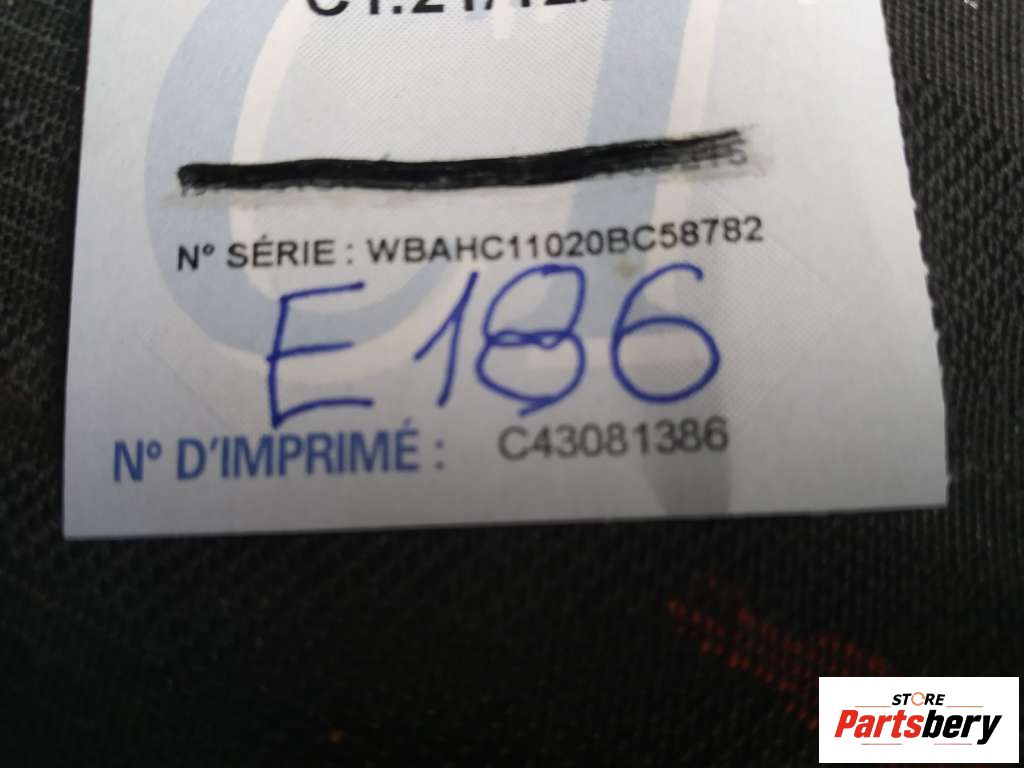 N° SÉRIE : WBAHC11020BC58782
E186
N° D'IMPRIMÉ : C43081386
STORE
Partsbery